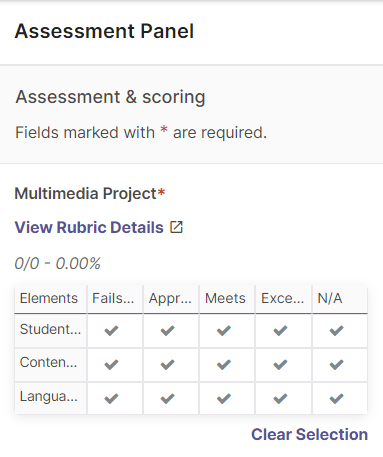 Assessment Panel
Assessment & scoring
Fields marked with * are required.
Multimedia Project*
View Rubric Details
0/0 - 0.00%
Elements Fails... Appr... Meets Exce... N/A
Student...
Conten...
Langua...
Clear Selection